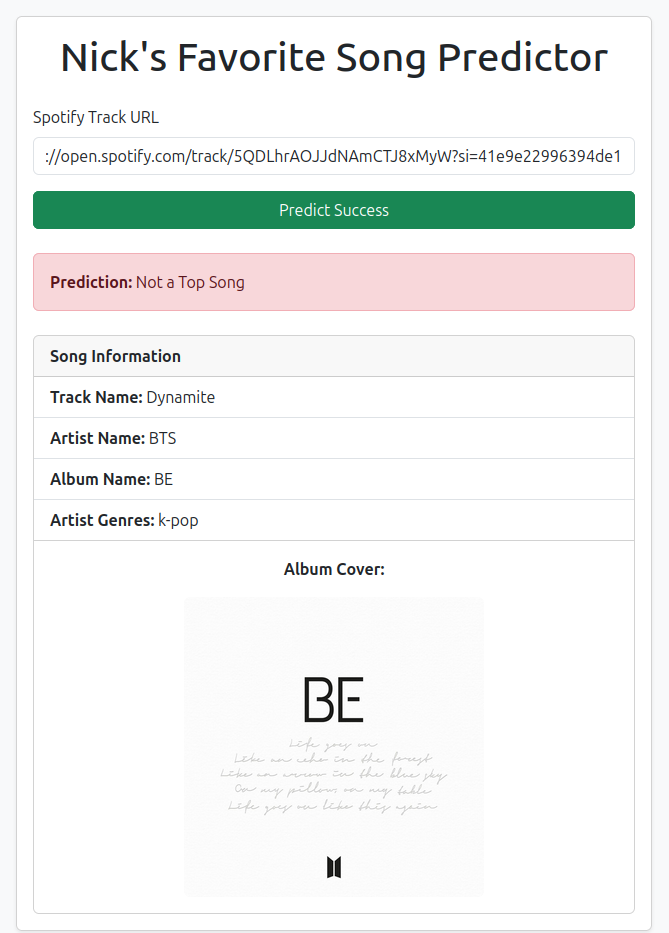 Nick's Favorite Song Predictor
Spotify Track URL
://open.spotify.com/track/5QDLhrAOJJdNAmCTJ8xMyW?si=41e9e22996394de1
Predict Success
Prediction: Not a Top Song
Song Information
Track Name: Dynamite
Artist Name: BTS
Album Name: BE
Artist Genres: k-pop
Album Cover:
BE
Life goes on
Like an echo in the forest
Like an arrow in the blue sky
On my pillow, on my table
Life goes on like this again